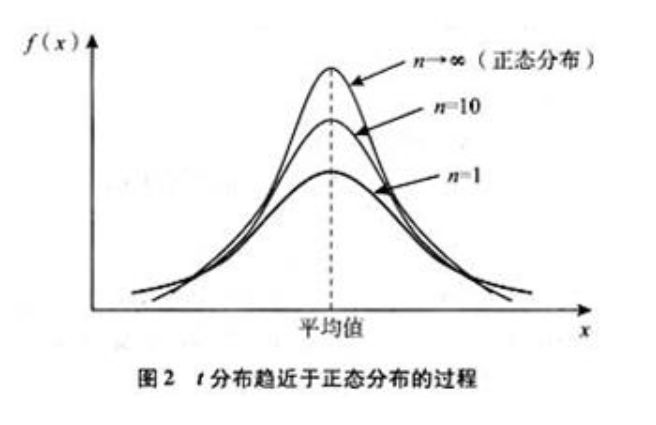 f(x)
n→∞(正态分布)
n=10
n=1
平均值
x
图2 t分布趋近于正态分布的过程